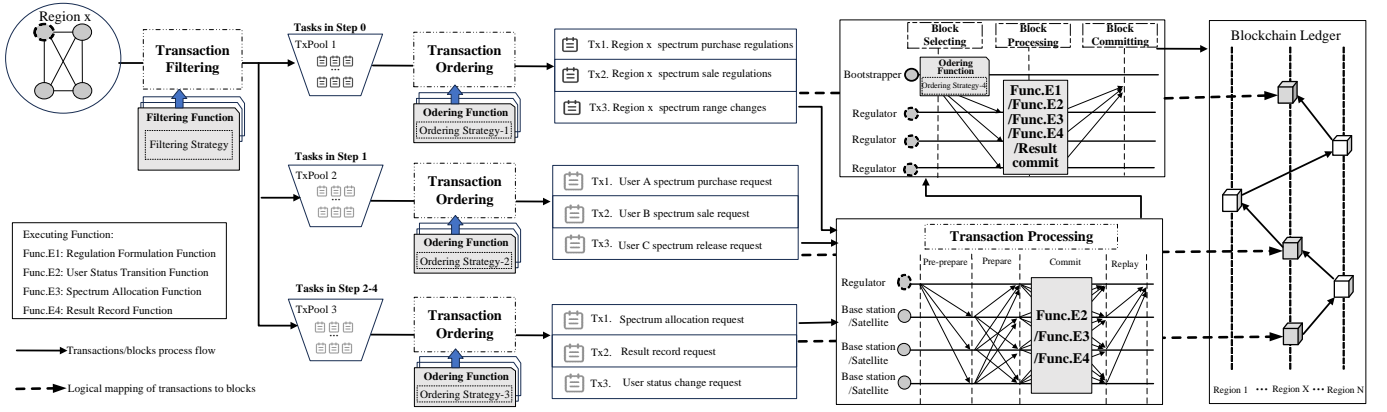 Region x
Transaction
Filtering
Filtering Function
Filtering Strategy
Executing Function:
Func.E1: Regulation Formulation Function
Func.E2: User Status Transition Function
Func.E3: Spectrum Allocation Function
Func.E4: Result Record Function
Transactions/blocks process flow
Logical mapping of transactions to blocks
Tasks in Step 0
TxPool 1
...
Transaction
Ordering
Odering Function
Ordering Strategy-1
Tx1. Region x spectrum purchase regulations
Tx2. Region x spectrum sale regulations
Tx3. Region x spectrum range changes
Tasks in Step 1
TxPool 2
...
Transaction
Ordering
Odering Function
Ordering Strategy-2
Tx1. User A spectrum purchase request
Tx2. User B spectrum sale request
Tx3. User C spectrum release request
Tasks in Step 2-4
TxPool 3
...
Transaction
Ordering
Odering Function
Ordering Strategy-3
Tx1. Spectrum allocation request
Tx2. Result record request
Tx3. User status change request
Block
Selecting
Block
Processing
Block
Committing
Bootstrapper
Regulator
Regulator
Regulator
Odering
Function
Ordering Strategy-4
Func.E1
/Func.E2
/Func.E3
/Func.E4
/Result
commit
Transaction Processing
Pre-prepare
Prepare
Commit
Replay
Regulator
Base station
/Satellite
Base station
/Satellite
Base station
/Satellite
Func.E2
/Func.E3
/Func.E4
Blockchain Ledger
Region 1 ··· Region X ··· Region N